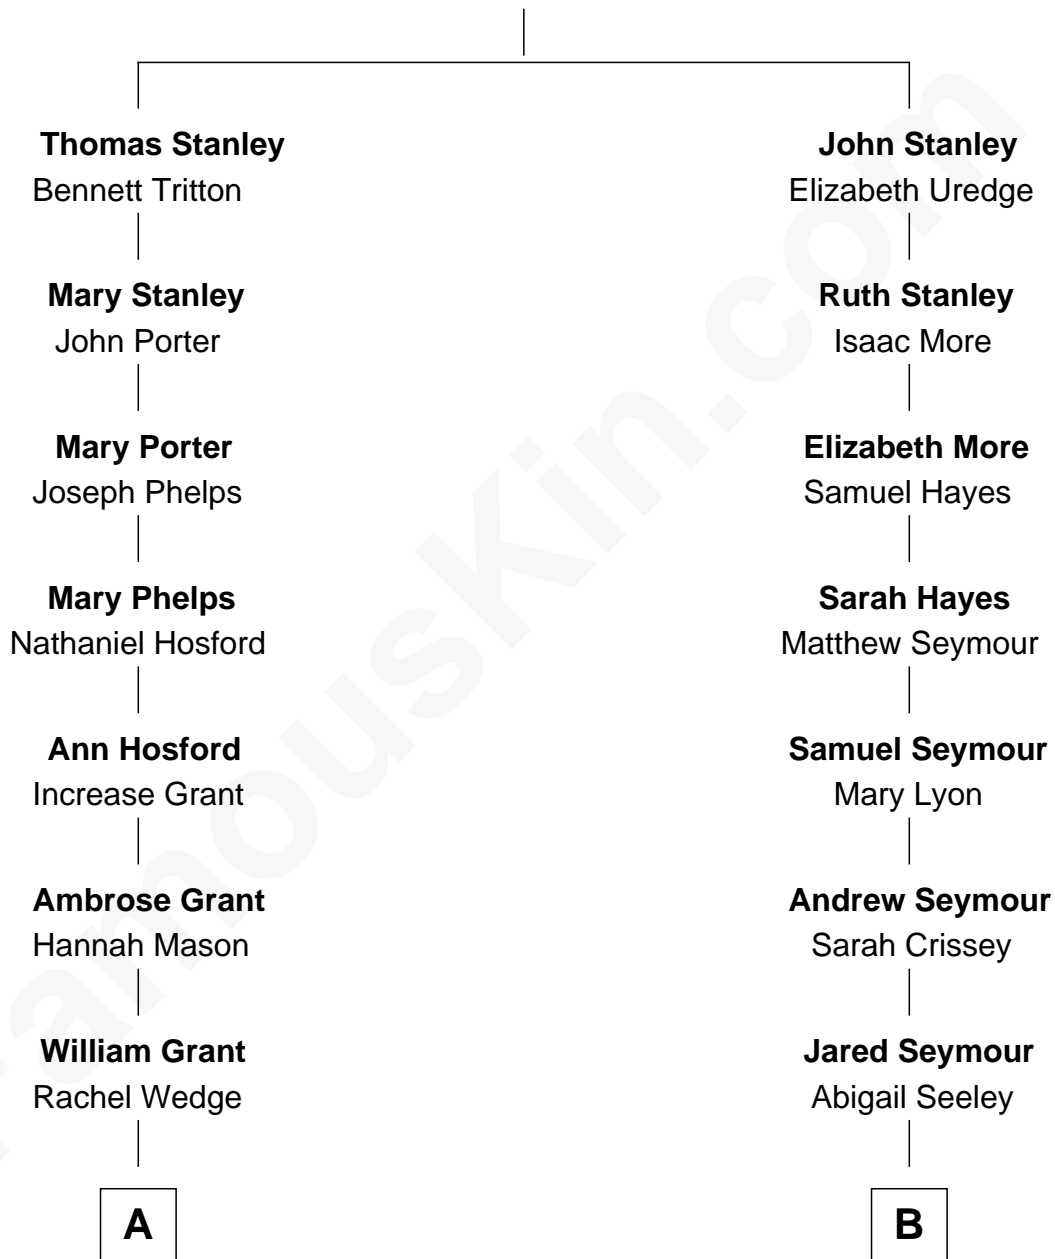 Thomas Stanley
Bennett Tritton
Mary Stanley
John Porter
Mary Porter
Joseph Phelps
Mary Phelps
Nathaniel Hosford
Ann Hosford
Increase Grant
Ambrose Grant
Hannah Mason
William Grant
Rachel Wedge
A
John Stanley
Elizabeth Uredge
Ruth Stanley
Isaac More
Elizabeth More
Samuel Hayes
Sarah Hayes
Matthew Seymour
Samuel Seymour
Mary Lyon
Andrew Seymour
Sarah Crissey
Jared Seymour
Abigail Seeley
B
FamousKin.com